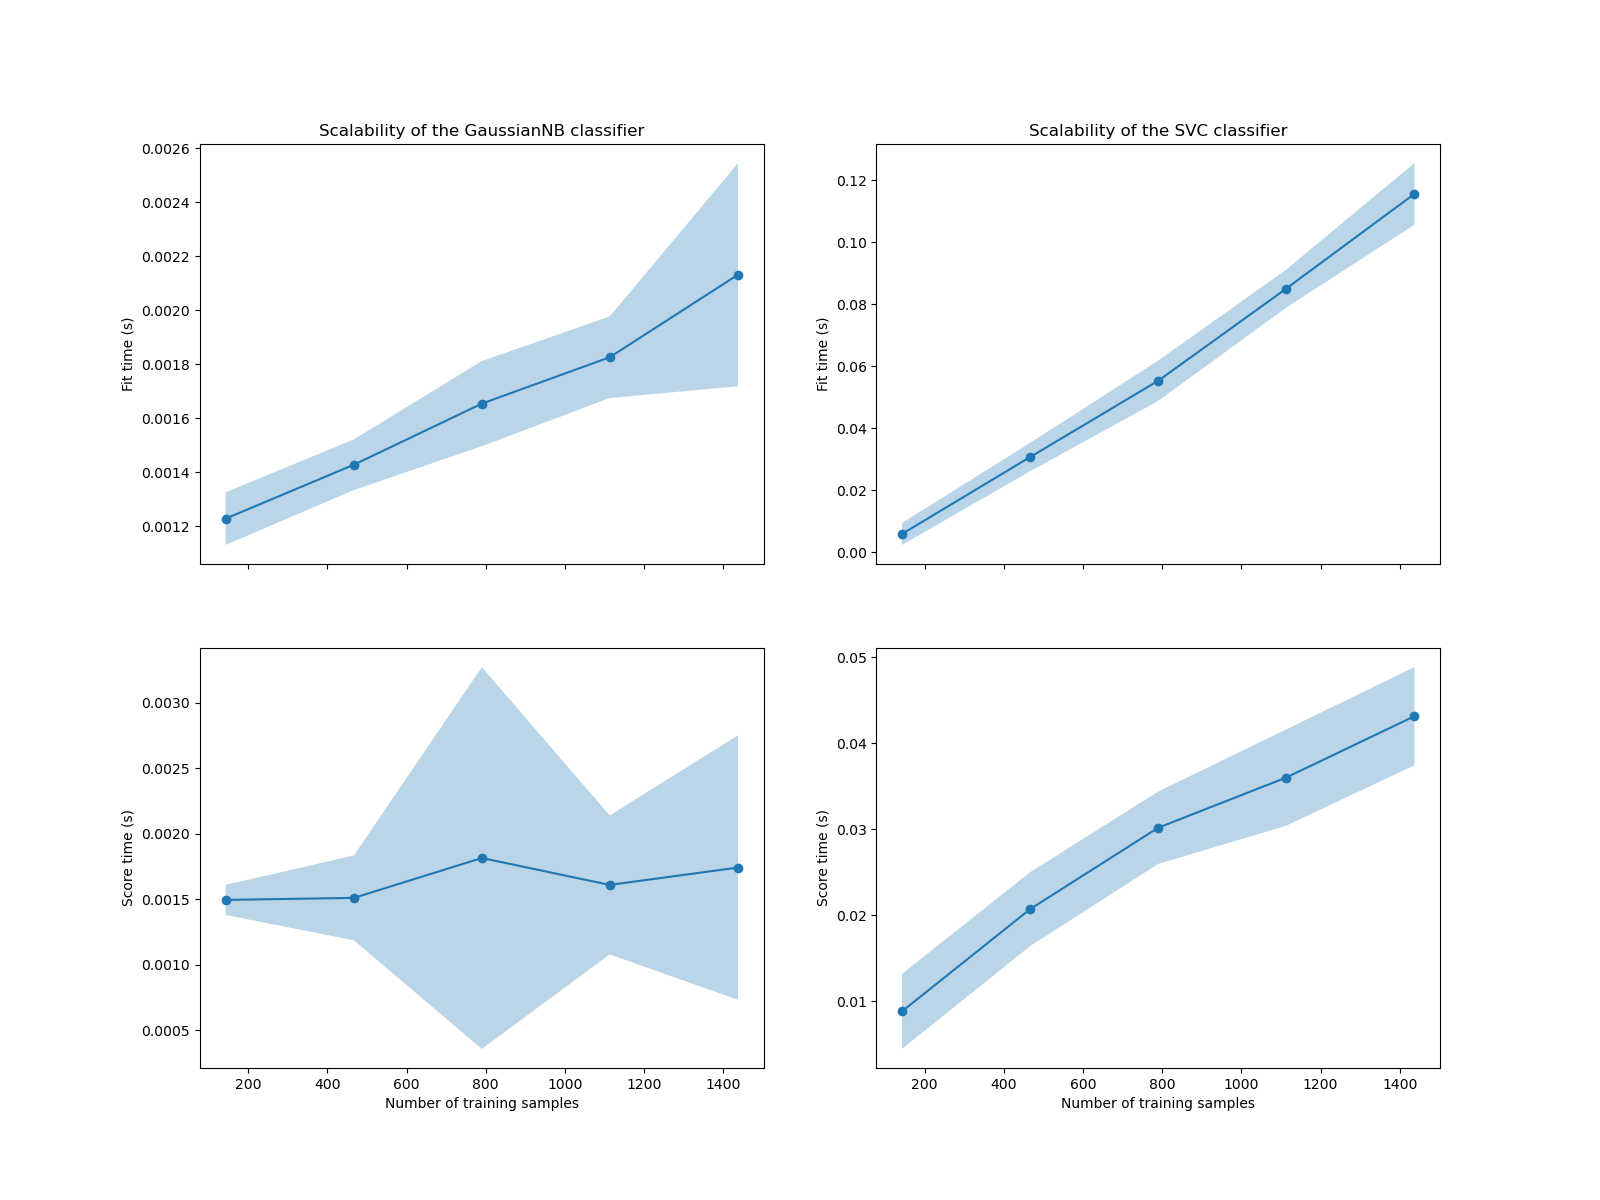 Scalability of the GaussianNB classifier
0.0026
0.0024
0.0022
0.0020
0.0018
0.0016
0.0014
0.0012
Fit time (s)
Scalability of the SVC classifier
0.12
0.10
0.08
0.06
0.04
0.02
0.00
Fit time (s)
0.0030
0.0025
0.0020
0.0015
0.0010
0.0005
Score time (s)
200 400 600 800 1000 1200 1400
Number of training samples
0.05
0.04
0.03
0.02
0.01
Score time (s)
200 400 600 800 1000 1200 1400
Number of training samples